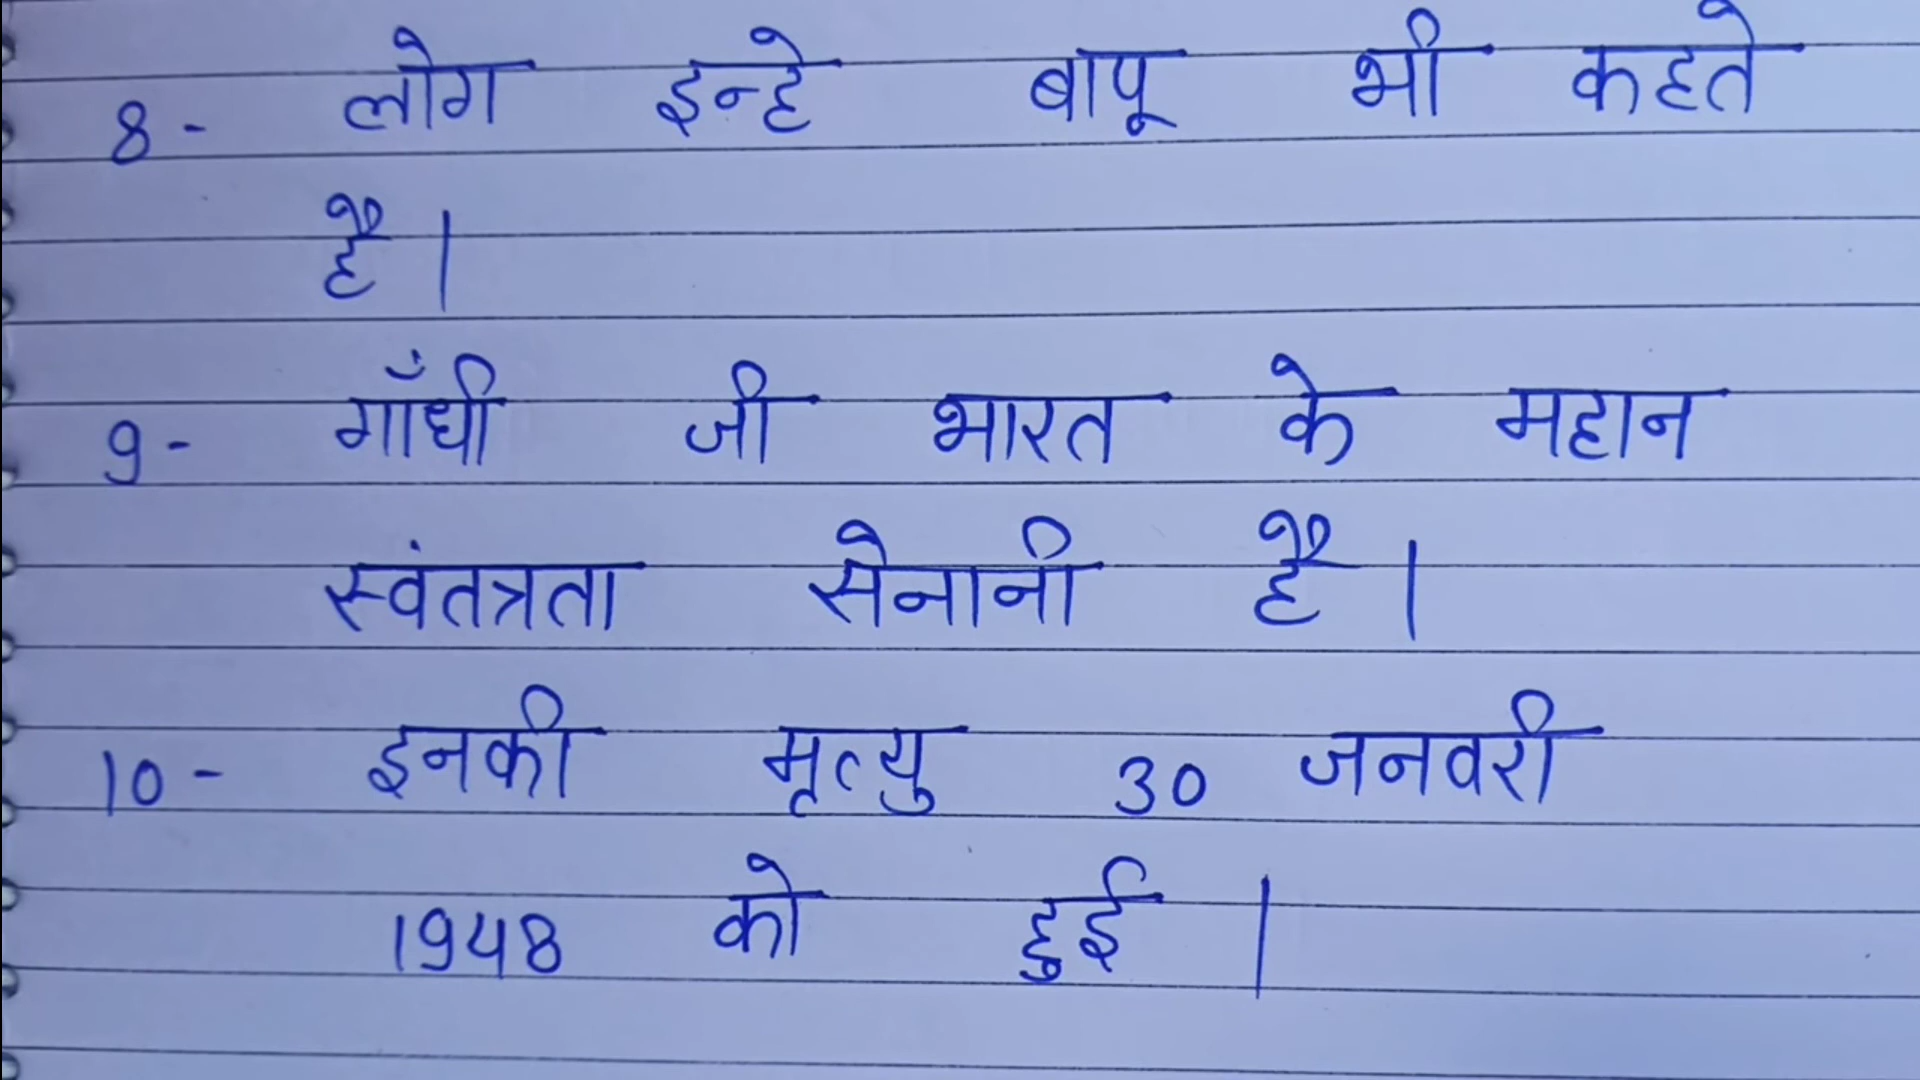 8- लोग इन्हे बापू भी कहते
है।
9- गाँधी जी भारत के महान
स्वंतत्रता सेनानी है।
10- इनकी मृत्यु 30 जनवरी
1948 को हुई।